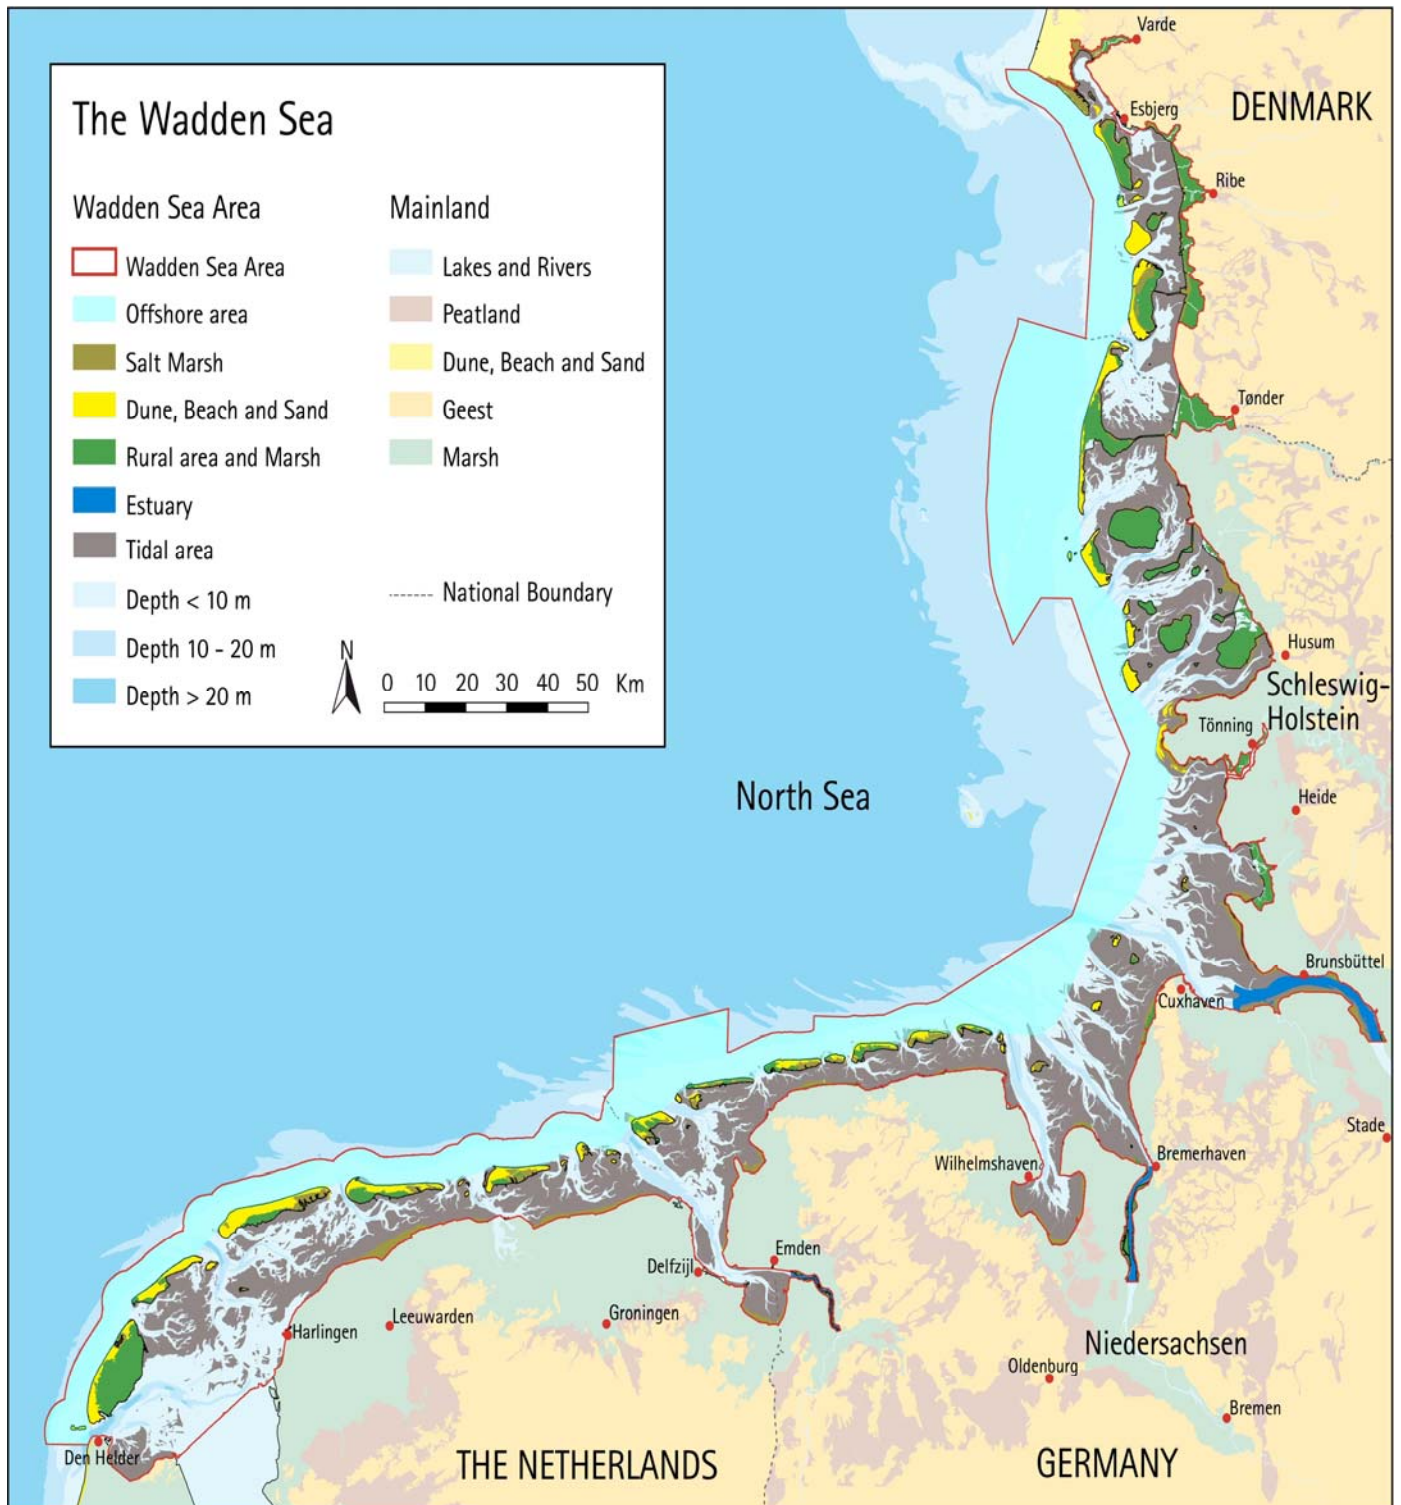 The Wadden Sea
Wadden Sea Area
Wadden Sea Area
Offshore area
Salt Marsh
Dune, Beach and Sand
Rural area and Marsh
Estuary
Tidal area
Depth < 10 m
Depth 10 - 20 m
Depth > 20 m
Mainland
Lakes and Rivers
Peatland
Dune, Beach and Sand
Geest
Marsh
National Boundary
N
0 10 20 30 40 50 Km
Varde
DENMARK
Esbjerg
Ribe
Tønder
Husum
Schleswig-
Holstein
Tönning
North Sea
Heide
Brunsbüttel
Cuxhaven
Stade
Bremerhaven
Wilhelmshaven
Emden
Delfzijl
Groningen
Leeuwarden
Harlingen
Niedersachsen
Oldenburg
Bremen
Den Helder
THE NETHERLANDS
GERMANY